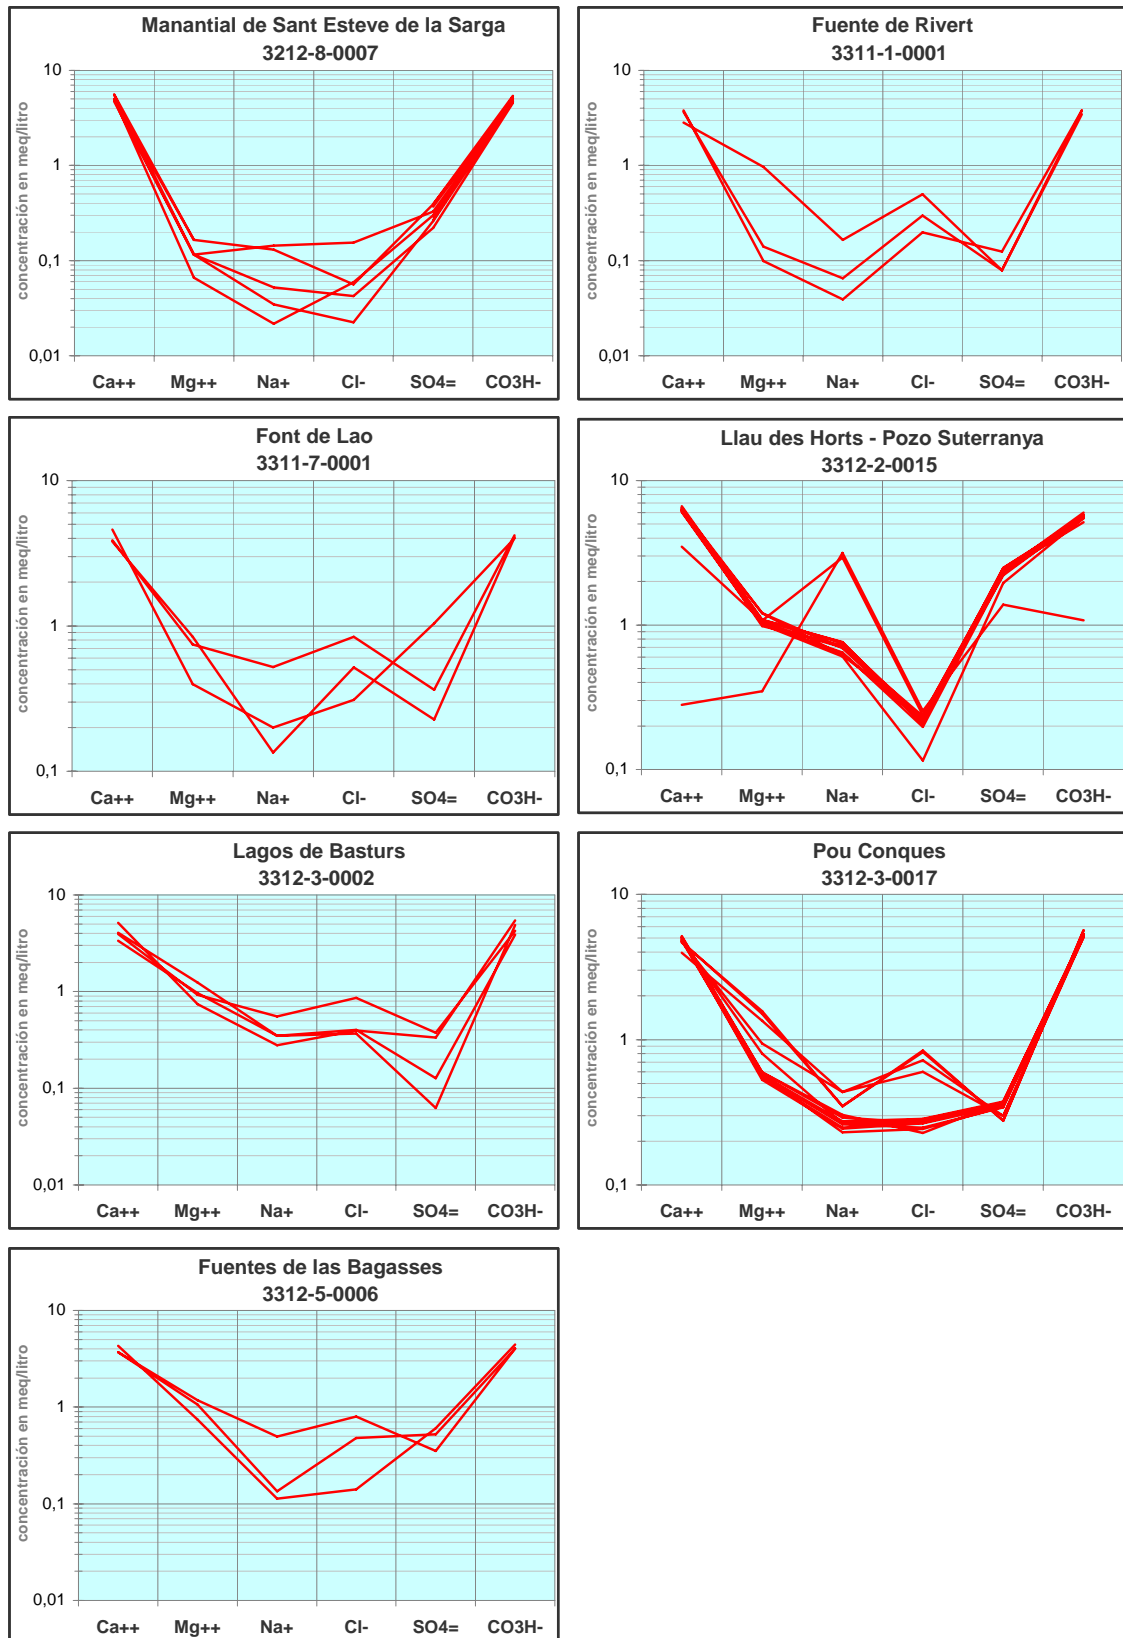 Manantial de Sant Esteve de la Sarga
3212-8-0007
concentración en meq/litro
10
1
0,1
0,01
Ca++ Mg++ Na+ Cl- SO4= CO3H-
Fuente de Rivert
3311-1-0001
concentración en meq/litro
10
1
0,1
0,01
Ca++ Mg++ Na+ Cl- SO4= CO3H-
Font de Lao
3311-7-0001
concentración en meq/litro
10
1
0,1
Ca++ Mg++ Na+ Cl- SO4= CO3H-
Llau des Horts - Pozo Suterranya
3312-2-0015
concentración en meq/litro
10
1
0,1
Ca++ Mg++ Na+ Cl- SO4= CO3H-
Lagos de Basturs
3312-3-0002
concentración en meq/litro
10
1
0,1
0,01
Ca++ Mg++ Na+ Cl- SO4= CO3H-
Pou Conques
3312-3-0017
concentración en meq/litro
10
1
0,1
Ca++ Mg++ Na+ Cl- SO4= CO3H-
Fuentes de las Bagasses
3312-5-0006
concentración en meq/litro
10
1
0,1
0,01
Ca++ Mg++ Na+ Cl- SO4= CO3H-